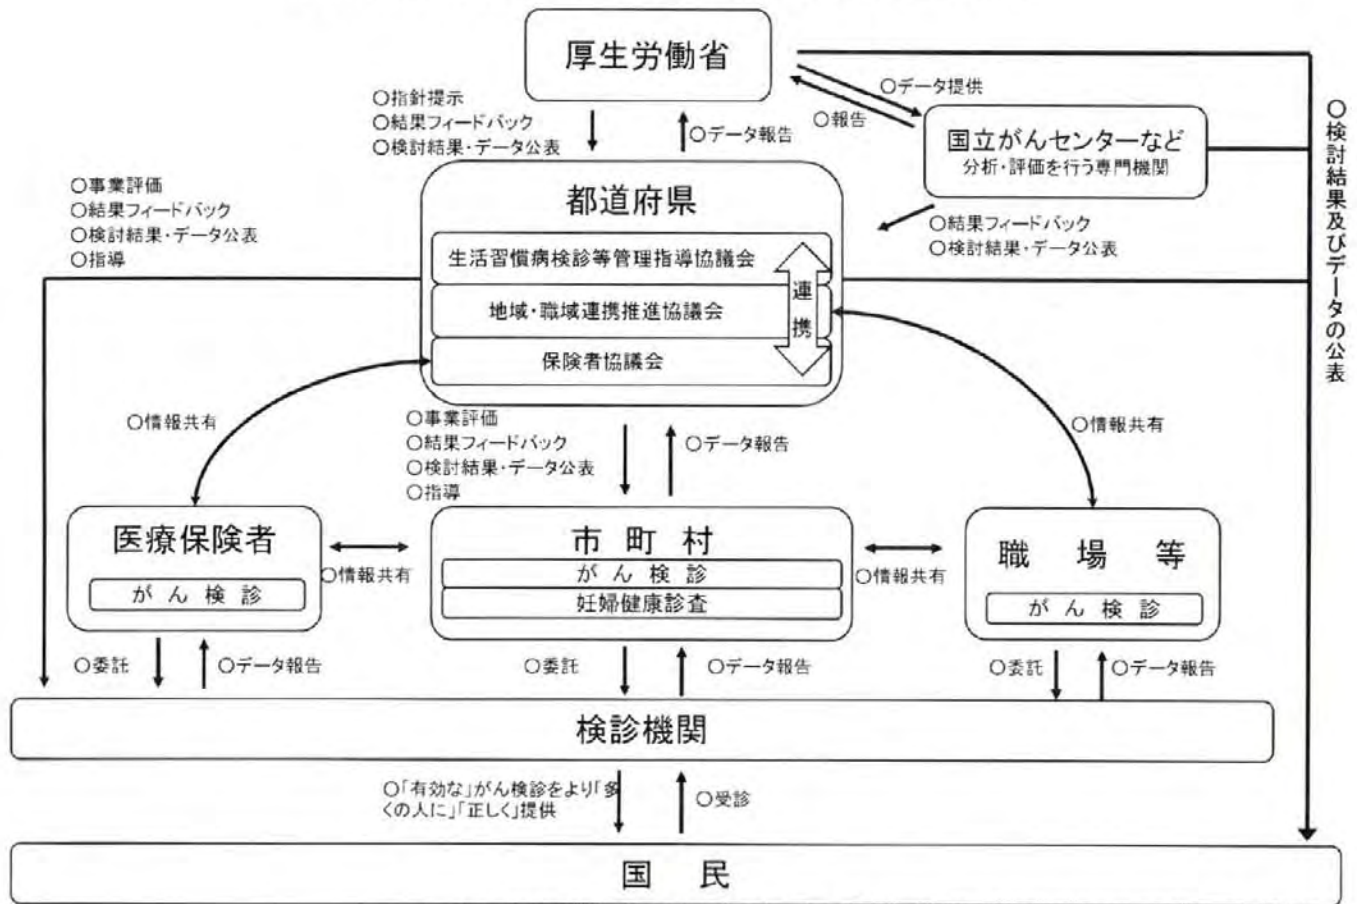 厚生労働省
○指針提示
○結果フィードバック
○検討結果・データ公表
○データ報告
○データ提供
○報告
国立がんセンターなど
分析・評価を行う専門機関
○検討結果及びデータの公表
○事業評価
○結果フィードバック
○検討結果・データ公表
○指導
都道府県
生活習慣病検診等管理指導協議会
地域・職域連携推進協議会
保険者協議会
連携
○結果フィードバック
○検討結果・データ公表
○情報共有
○事業評価
○結果フィードバック
○検討結果・データ公表
○指導
○データ報告
○情報共有
医療保険者
がん検診
○情報共有
市町村
がん検診
妊婦健康診査
○情報共有
職場等
がん検診
○委託
○データ報告
○委託
○データ報告
○委託
○データ報告
検診機関
○「有効な」がん検診をより「多
くの人に」「正しく」提供
○受診
国民